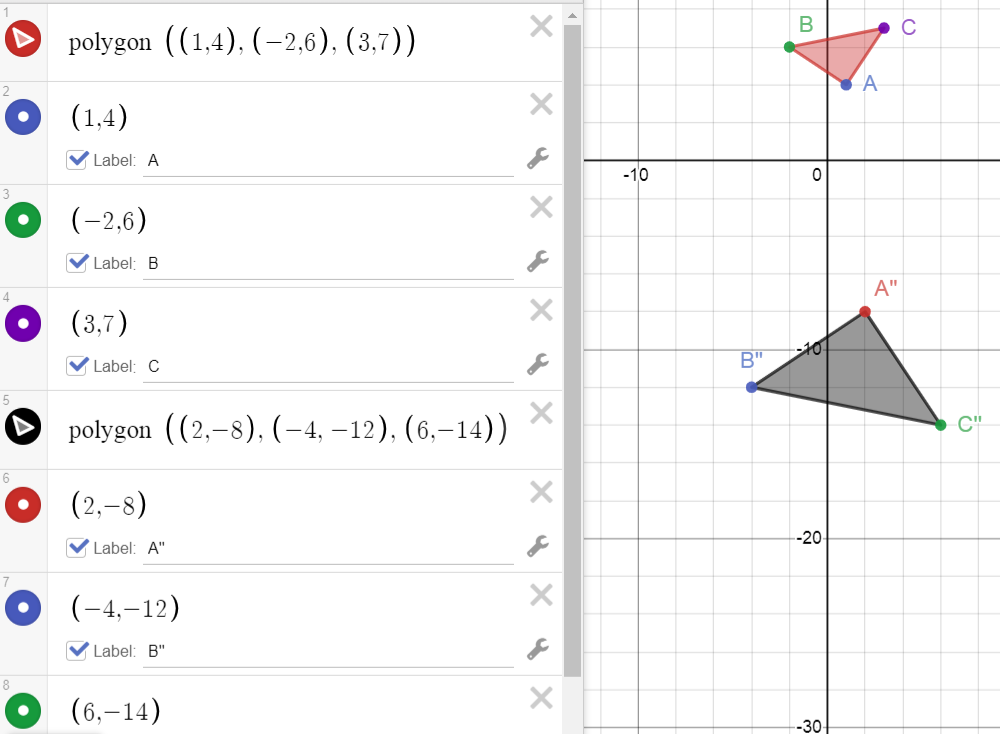 1
polygon ((1,4), (−2,6), (3,7))
2
(1,4)
Label: A
3
(−2,6)
Label: B
4
(3,7)
Label: C
5
polygon ((2,−8), (−4, −12), (6,−14))
6
(2,−8)
Label: A"
7
(−4,−12)
Label: B"
8
(6,−14)
B
C
A
-10
0
A"
B"
-10
C"
-20
-30